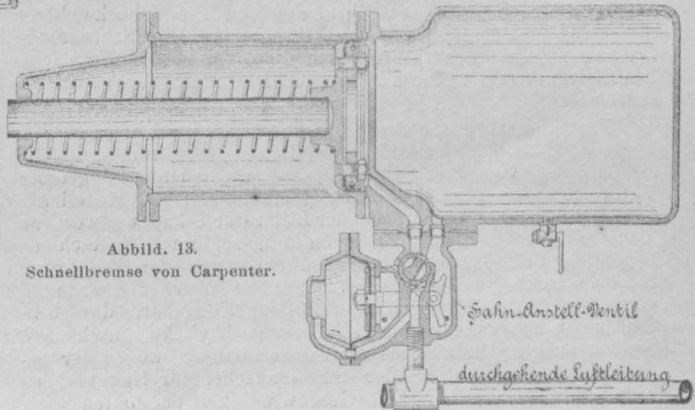 Abbild. 13.
Schnellbremse von Carpenter.
Hahn-Anstell-Ventil
durchgehende Luftleitung